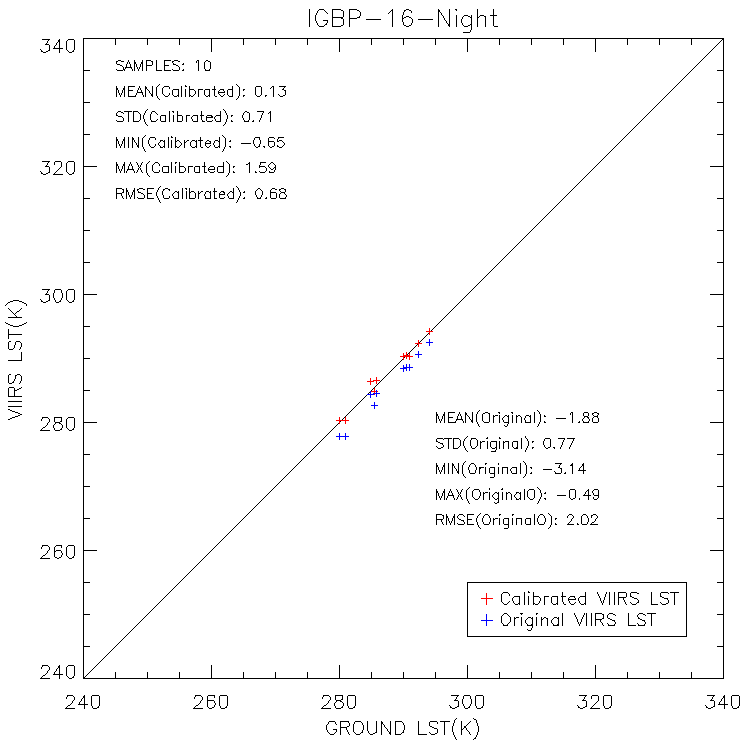 IGBP-16-Night
340
320
300
280
260
240
VIIRS LST(K)
SAMPLES: 10
MEAN(Calibrated): 0.13
STD(Calibrated): 0.71
MIN(Calibrated): -0.65
MAX(Calibrated): 1.59
RMSE(Calibrated): 0.68
MEAN(Original): -1.88
STD(Original): 0.77
MIN(Original): -3.14
MAX(OriginalO): -0.49
RMSE(OriginalO): 2.02
Calibrated VIIRS LST
Original VIIRS LST
240 260 280 300 320 340
GROUND LST(K)